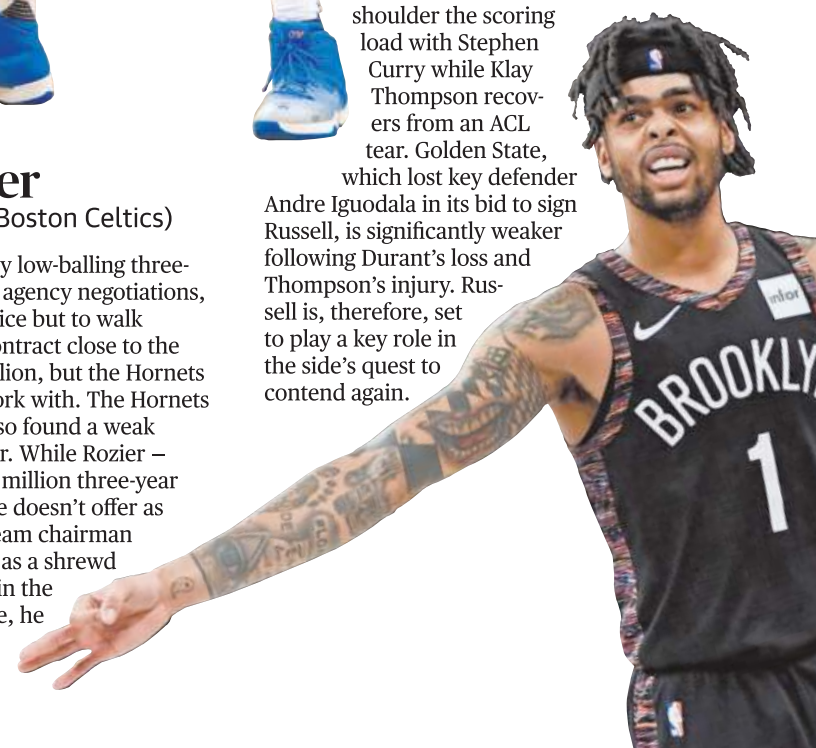 er
Boston Celtics)
y low-balling three-
agency negotiations,
ice but to walk
ontract close to the
lion, but the Hornets
ork with. The Hornets
so found a weak
r. While Rozier —
million three-year
e doesn't offer as
eam chairman
as a shrewd
in the
e, he
shoulder the scoring
load with Stephen
Curry while Klay
Thompson recov-
ers from an ACL
tear. Golden State,
which lost key defender
Andre Iguodala in its bid to sign
Russell, is significantly weaker
following Durant's loss and
Thompson's injury. Rus-
sell is, therefore, set
to play a key role in
the side's quest to
contend again.
infor
BROOKLY
1